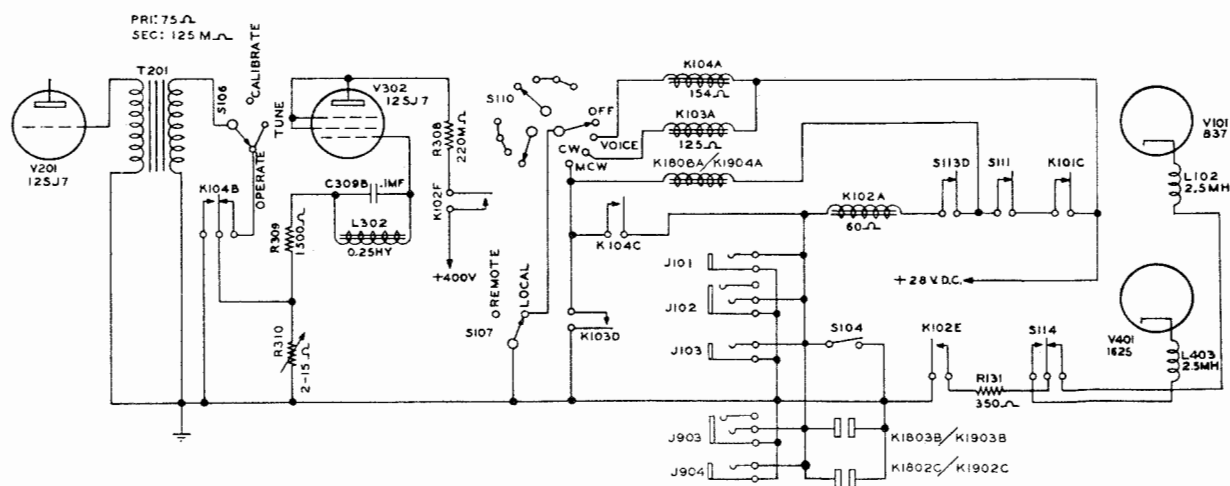 PRI: 75Ω
SEC: 125 MΩ
T201
S106
CALIBRATE
TUNE
OPERATE
V201
12SJ7
K104B
V302
12SJ7
C309B
.1MF
L302
0.25HY
R309
1500Ω
R310
2-15Ω
R308
220MΩ
K102F
+400V
S110
OFF
VOICE
CW
MCW
REMOTE
LOCAL
S107
K104A
154Ω
K103A
125Ω
K1806A/K1904A
K104C
K103D
K102A
60Ω
S113D
S111
K101C
J101
J102
J103
S104
+28 V.D.C.
K102E
R131
350Ω
S114
V101
837
L102
2.5MH
V401
1625
L403
2.5MH
J903
J904
K1803B/K1903B
K1802C/K1902C